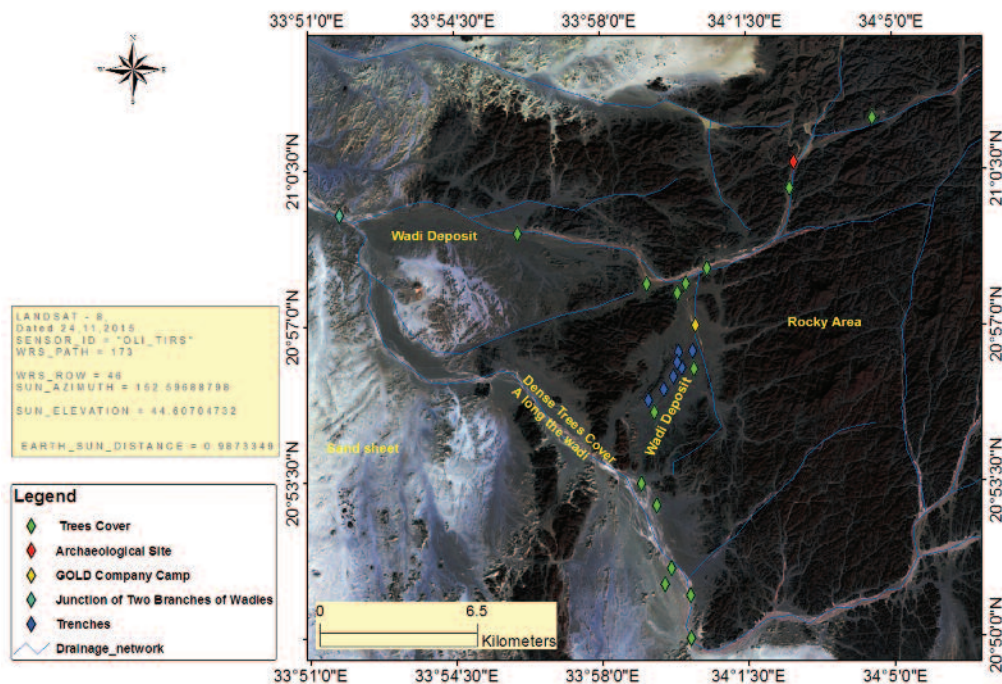 33°51'0"E 33°54'30"E 33°58'0"E 34°1'30"E 34°5'0"E
21°0'30"N
20°57'0"N
20°53'30"N
20°50'0"N
21°0'30"N
20°57'0"N
20°53'30"N
20°50'0"N
Wadi Deposit
Rocky Area
Dense Trees Cover
A long the wadi
Wadi Deposit
Sand sheet
LANDSAT - 8,
Dated 24,11,2015
SENSOR_ID = "OLI_TIRS"
WRS_PATH = 173
WRS_ROW = 46
SUN_AZIMUTH = 152.59688798
SUN_ELEVATION = 44.60704732
EARTH_SUN_DISTANCE = 0.9873349
Legend
Trees Cover
Archaeological Site
GOLD Company Camp
Junction of Two Branches of Wadies
Trenches
Drainage_network
0 6.5
Kilometers
33°51'0"E 33°54'30"E 33°58'0"E 34°1'30"E 34°5'0"E